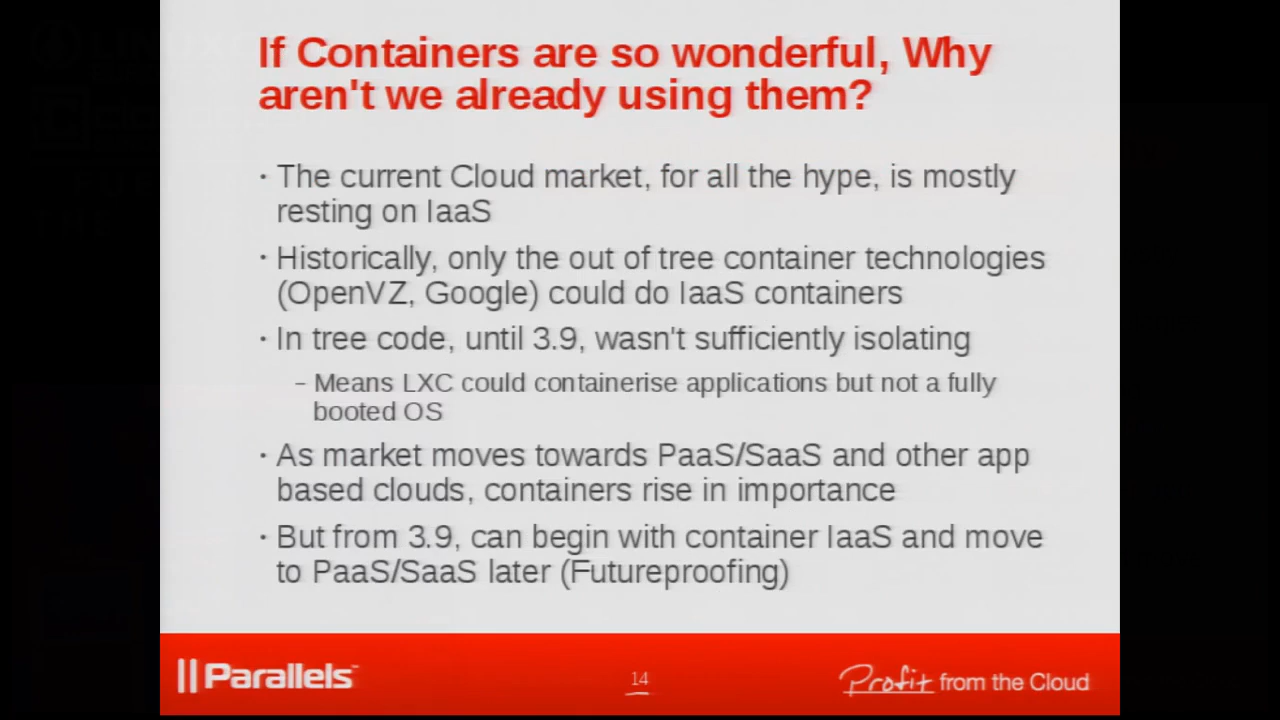 If Containers are so wonderful, Why
aren't we already using them?
· The current Cloud market, for all the hype, is mostly
resting on IaaS
· Historically, only the out of tree container technologies
(OpenVZ, Google) could do IaaS containers
· In tree code, until 3.9, wasn't sufficiently isolating
– Means LXC could containerise applications but not a fully
booted OS
· As market moves towards PaaS/SaaS and other app
based clouds, containers rise in importance
· But from 3.9, can begin with container IaaS and move
to PaaS/SaaS later (Futureproofing)
Parallels™
14
Profit from the Cloud